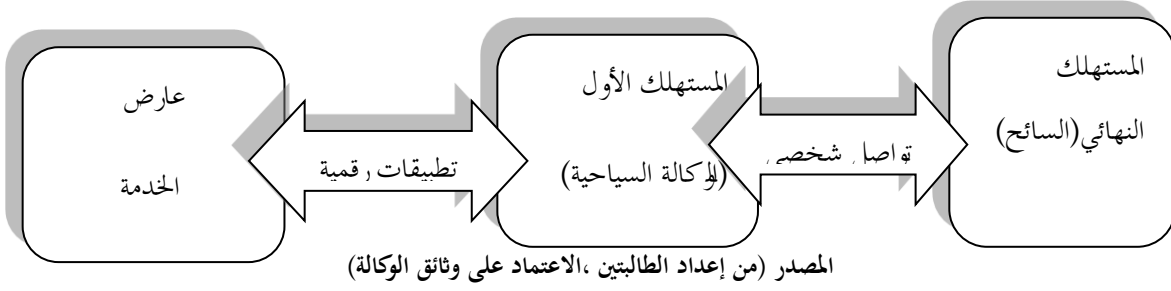 المستهلك
النهائي(السائح)
تواصل شخصي
المستهلك الأول
(الوكالة السياحية)
تطبيقات رقمية
عارض
الخدمة
المصدر (من إعداد الطالبتين ،الاعتماد على وثائق الوكالة)